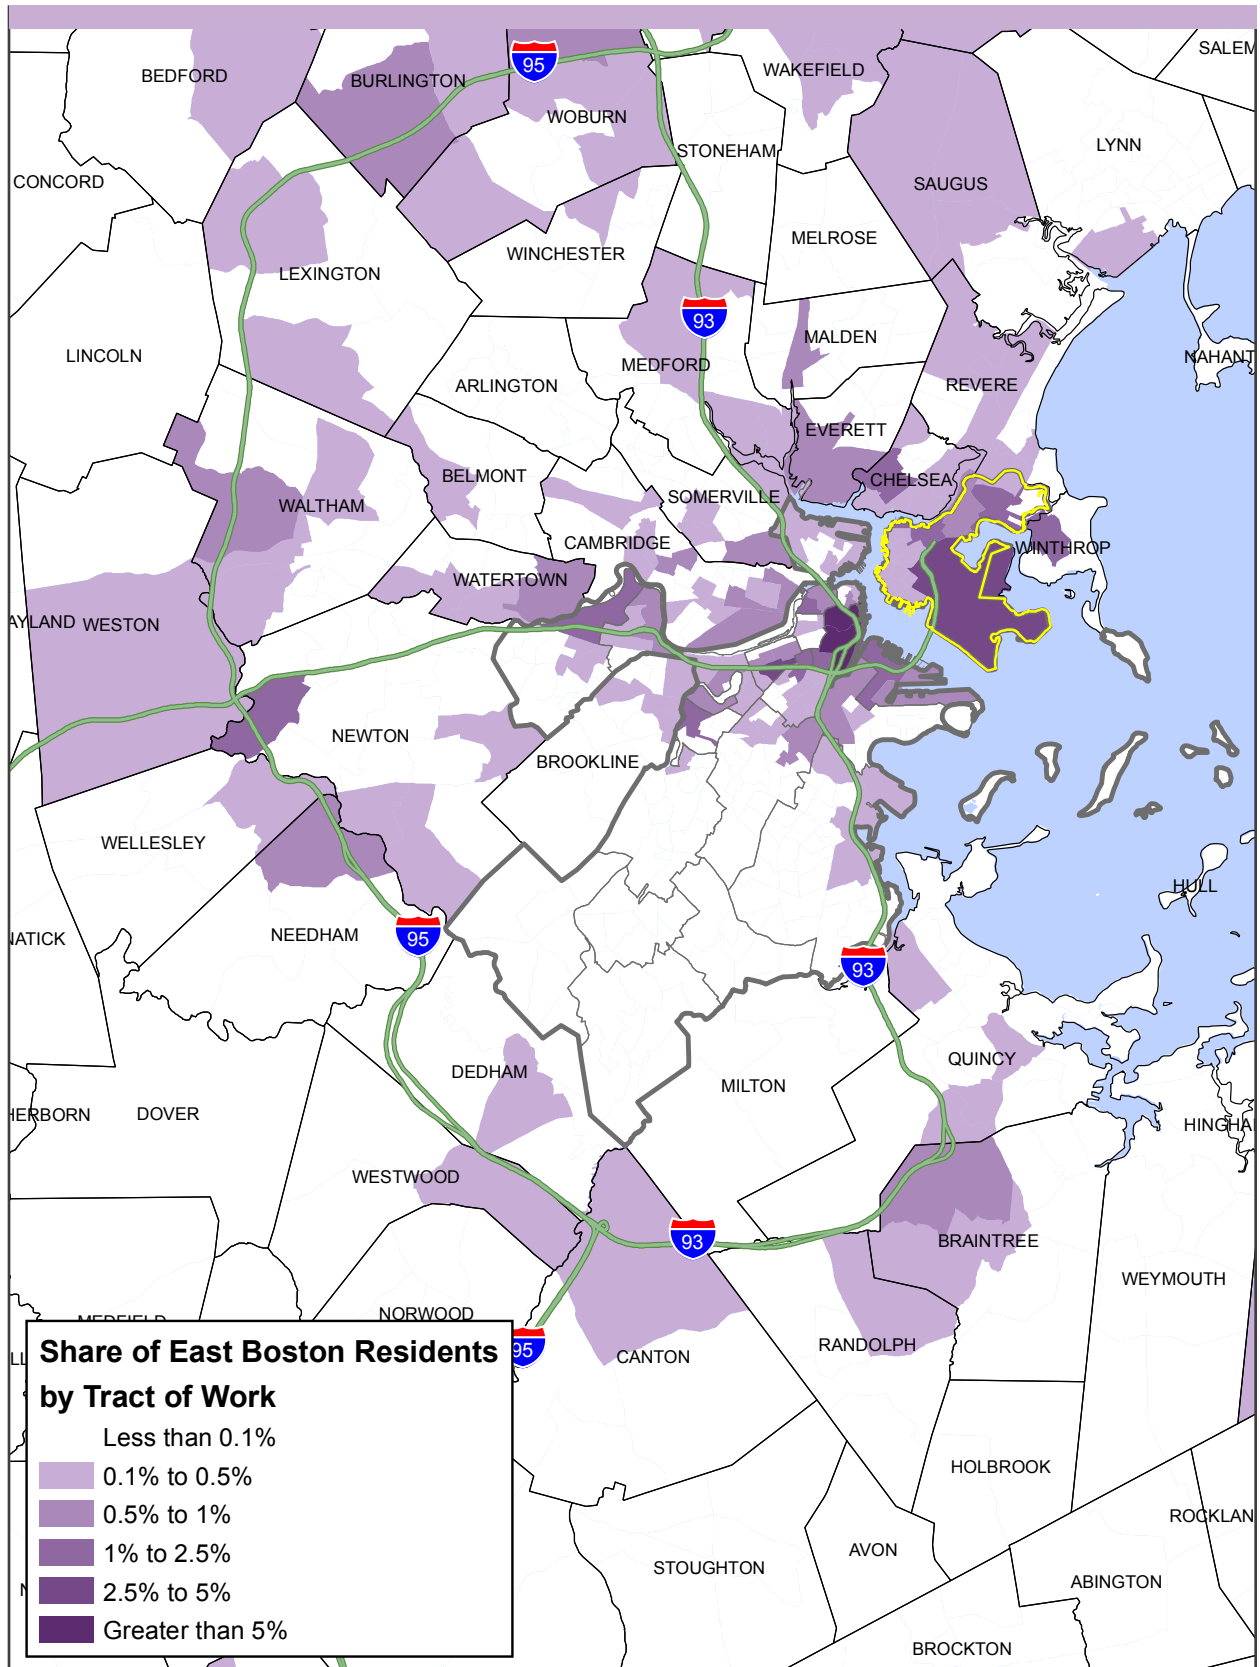 SALEM
BEDFORD
BURLINGTON
95
WAKEFIELD
WOBURN
LYNN
STONEHAM
CONCORD
SAUGUS
MELROSE
WINCHESTER
LEXINGTON
93
MALDEN
LINCOLN
NAHANT
MEDFORD
ARLINGTON
REVERE
EVERETT
BELMONT
CHELSEA
SOMERVILLE
WALTHAM
CAMBRIDGE
WINTHROP
WATERTOWN
AYLAND
WESTON
NEWTON
BROOKLINE
WELLESLEY
HULL
NEEDHAM
95
NATICK
93
QUINCY
DEDHAM
MILTON
HERBORN
DOVER
HINGHA
WESTWOOD
93
BRAINTREE
WEYMOUTH
NORWOOD
MEDFIELD
RANDOLPH
95
CANTON
Share of East Boston Residents
by Tract of Work
Less than 0.1%
0.1% to 0.5%
0.5% to 1%
1% to 2.5%
2.5% to 5%
Greater than 5%
HOLBROOK
ROCKLAN
AVON
STOUGHTON
ABINGTON
BROCKTON